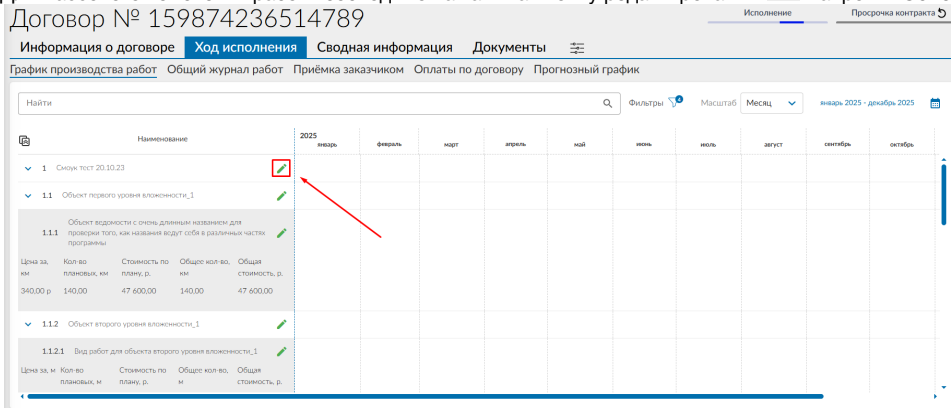 Договор № 159874236514789
Исполнение
Просрочка контракта
Информация о договоре Ход исполнения Сводная информация Документы
График производства работ Общий журнал работ Приёмка заказчиком Оплаты по договору Прогнозный график
Найти Фильтры 0 Масштаб Месяц январь 2025 - декабрь 2025
Наименование
2025
январь февраль март апрель май июнь июль август сентябрь октябрь
1 Смоук тест 20.10.23
1.1 Объект первого уровня вложенности_1
Объект ведомости с очень длинным названием для
1.1.1 проверки того, как названия ведут себя в различных частях
программы
Цена за, Кол-во Стоимость по Общее кол-во, Общая
км плановых, км плану, р. км стоимость, р.
340,00 р 140,00 47 600,00 140,00 47 600,00
1.1.2 Объект второго уровня вложенности_1
1.1.2.1 Вид работ для объекта второго уровня вложенности_1
Цена за, м Кол-во Стоимость по Общее кол-во, Общая
плановых, м плану, р. м стоимость, р.